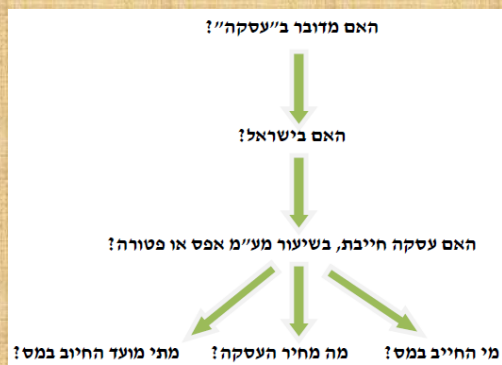 האם מדובר ב״עסקה״?
האם בישראל?
האם עסקה חייבת, בשיעור מע״מ אפס או פטורה?
מי החייב במס? מה מחיר העסקה? מתי מועד החיוב במס?